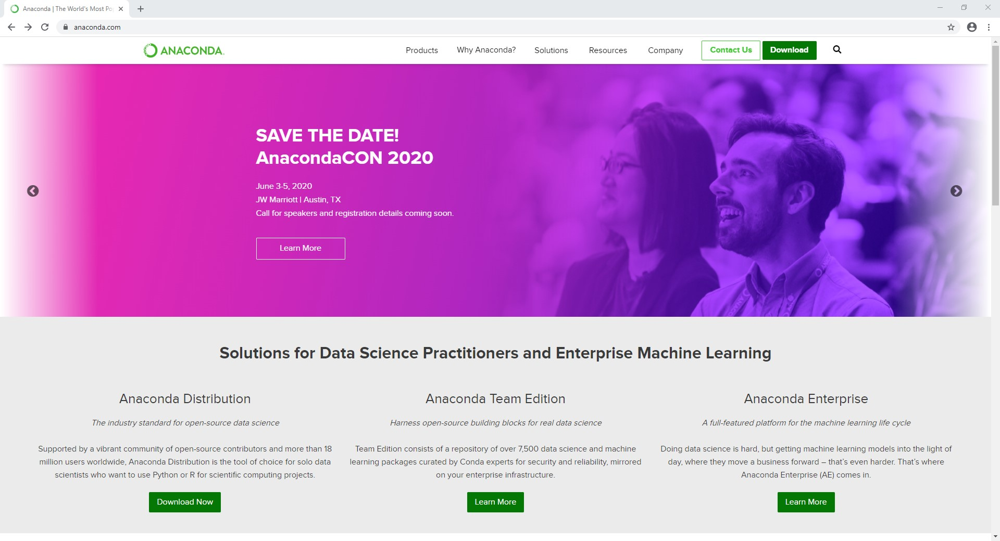 Anaconda | The World's Most Po
anaconda.com
ANACONDA.
Products
Why Anaconda?
Solutions
Resources
Company
Contact Us
Download
SAVE THE DATE!
AnacondaCON 2020
June 3-5, 2020
JW Marriott | Austin, TX
Call for speakers and registration details coming soon.
Learn More
Solutions for Data Science Practitioners and Enterprise Machine Learning
Anaconda Distribution
The industry standard for open-source data science
Supported by a vibrant community of open-source contributors and more than 18
million users worldwide, Anaconda Distribution is the tool of choice for solo data
scientists who want to use Python or R for scientific computing projects.
Download Now
Anaconda Team Edition
Harness open-source building blocks for real data science
Team Edition consists of a repository of over 7,500 data science and machine
learning packages curated by Conda experts for security and reliability, mirrored
on your enterprise infrastructure.
Learn More
Anaconda Enterprise
A full-featured platform for the machine learning life cycle
Doing data science is hard, but getting machine learning models into the light of
day, where they move a business forward – that’s even harder. That’s where
Anaconda Enterprise (AE) comes in.
Learn More